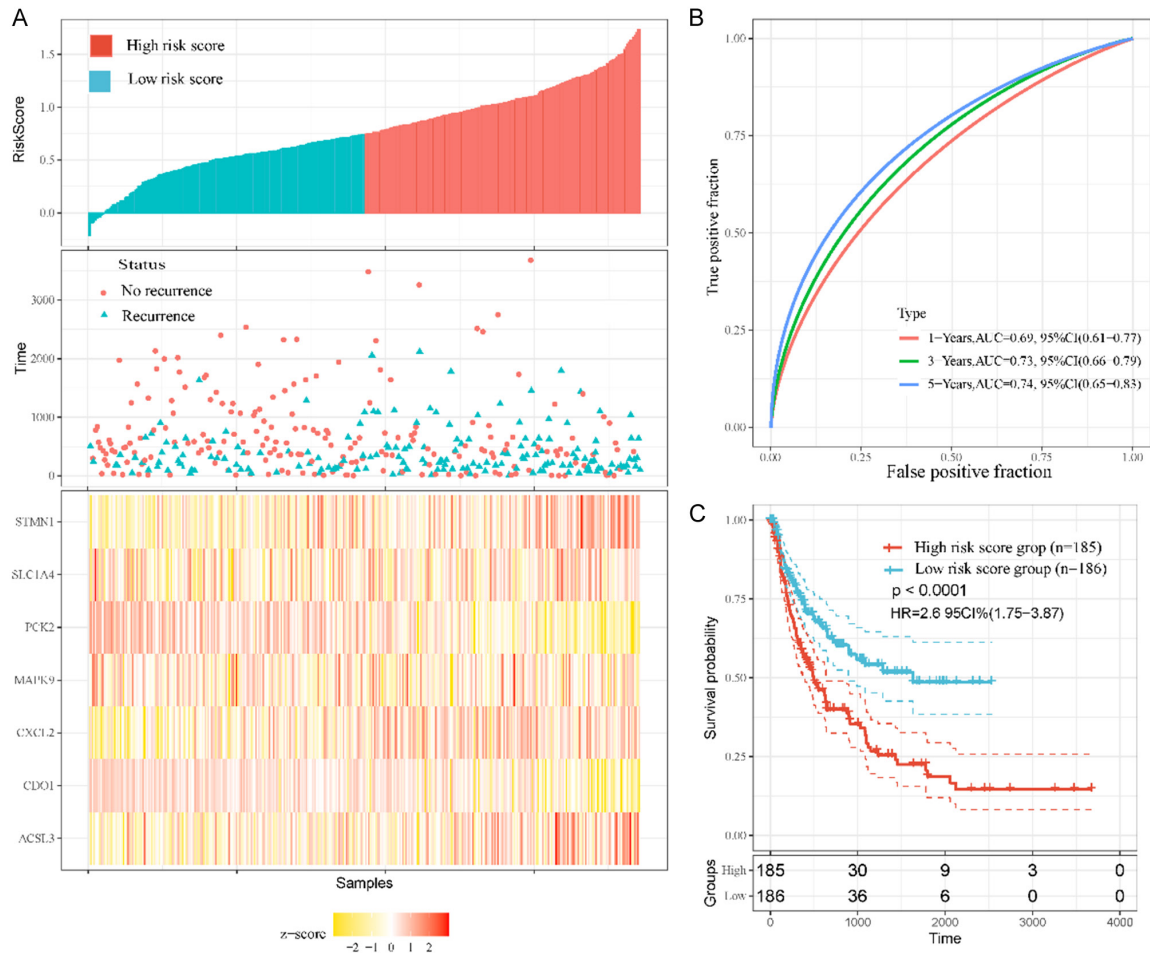 A
High risk score
Low risk score
RiskScore
1.5
1.0
0.5
0.0
Status
No recurrence
Recurrence
Time
3000
2000
1000
0
STMN1
SLC1A4
PCK2
MAPK9
CXCL2
CDO1
ACSL3
Samples
z-score
-2 -1 0 1 2
B
True positive fraction
1.00
0.75
0.50
0.25
0.00
Type
1-Years,AUC=0.69, 95%CI(0.61-0.77)
3-Years,AUC=0.73, 95%CI(0.66-0.79)
5-Years,AUC=0.74, 95%CI(0.65-0.83)
0.00 0.25 0.50 0.75 1.00
False positive fraction
C
Survival probability
1.00
0.75
0.50
0.25
0.00
High risk score grop (n=185)
Low risk score group (n-186)
p < 0.0001
HR=2.6 95CI%(1.75-3.87)
Groups
High 185 30 9 3 0
Low 186 36 6 0 0
0 1000 2000 3000 4000
Time